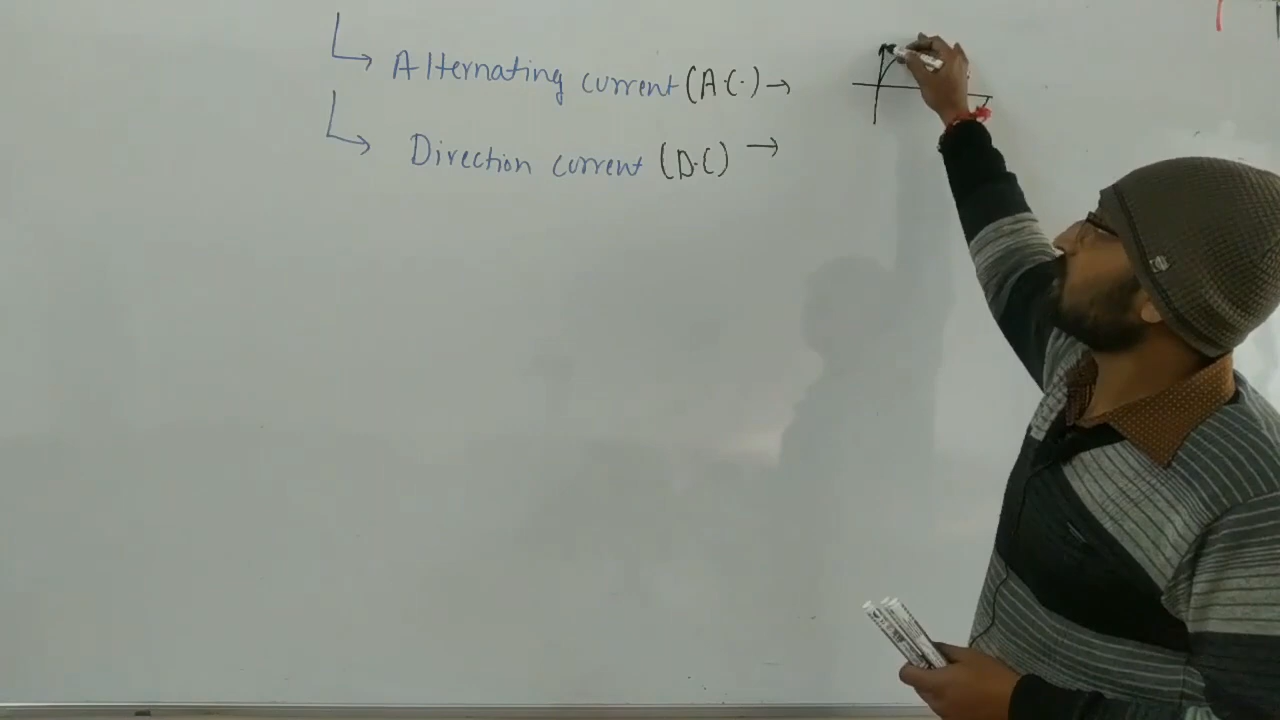 Alternating current (A.C.) →
Direction current (D.C) →